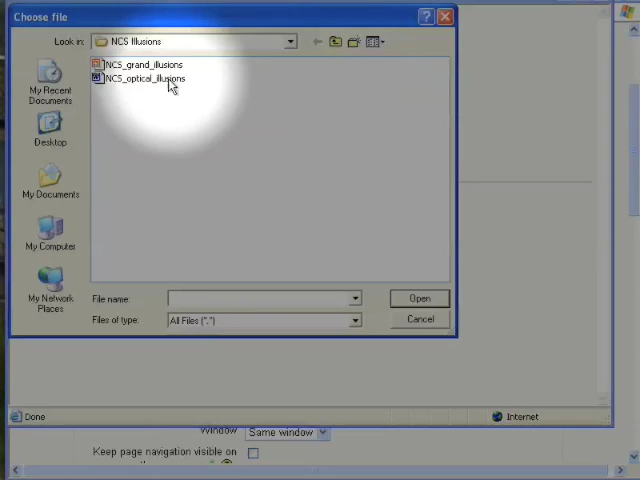 Choose file
Look in:
NCS Illusions
NCS_grand_illusions
NCS_optical_illusions
My Recent
Documents
Desktop
My Documents
My Computer
My Network
Places
File name:
Open
Files of type:
All Files (*.*)
Cancel
Done
Internet
Window
Same window
Keep page navigation visible on